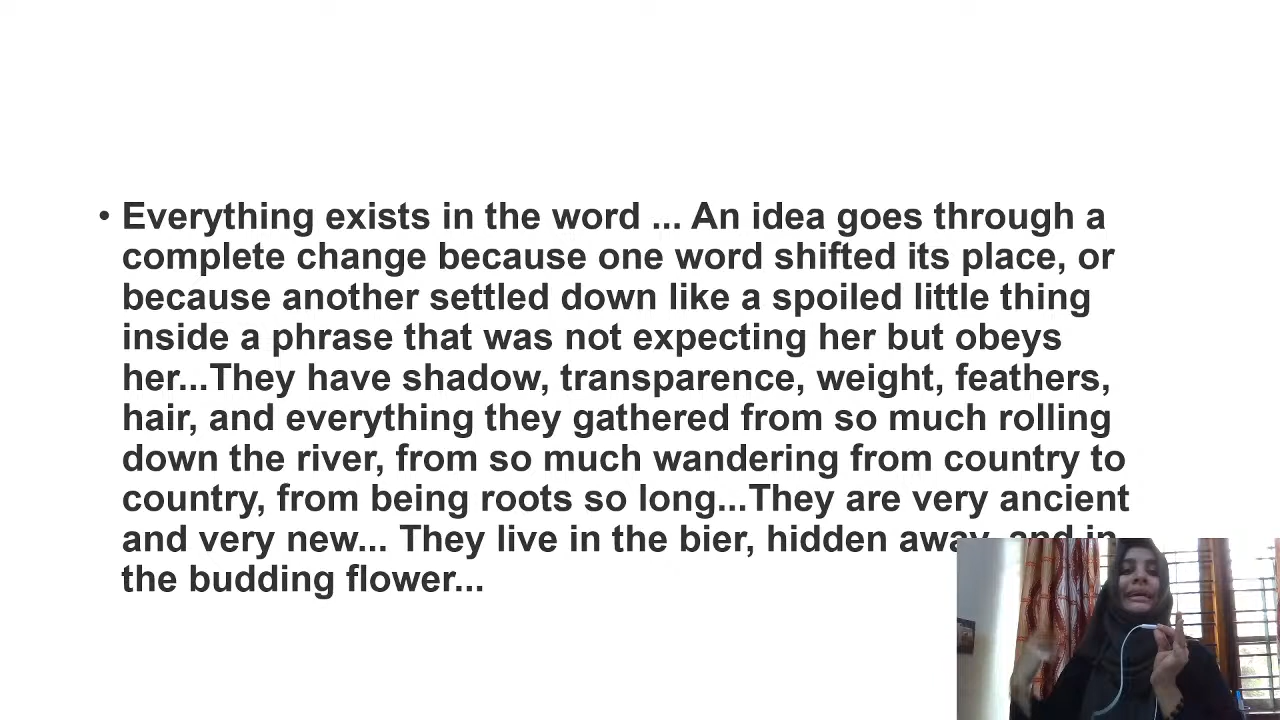 • Everything exists in the word ... An idea goes through a
complete change because one word shifted its place, or
because another settled down like a spoiled little thing
inside a phrase that was not expecting her but obeys
her...They have shadow, transparence, weight, feathers,
hair, and everything they gathered from so much rolling
down the river, from so much wandering from country to
country, from being roots so long...They are very ancient
and very new... They live in the bier, hidden away, and in
the budding flower...